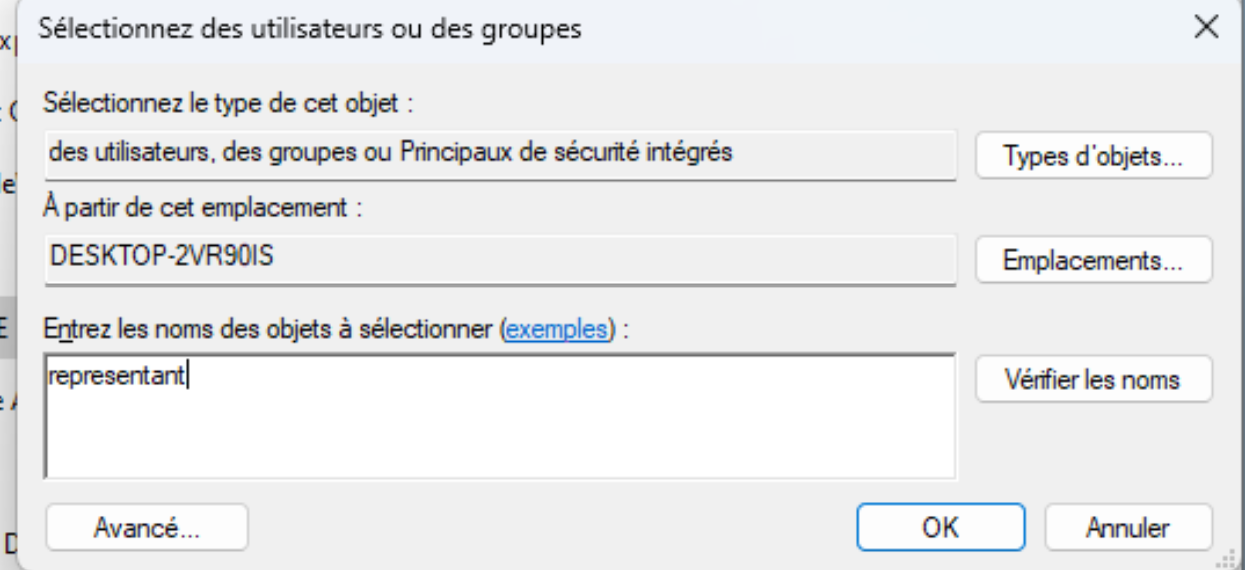 Sélectionnez des utilisateurs ou des groupes
Sélectionnez le type de cet objet :
des utilisateurs, des groupes ou Principaux de sécurité intégrés
Types d'objets...
À partir de cet emplacement :
DESKTOP-2VR90IS
Emplacements...
Entrez les noms des objets à sélectionner (exemples) :
representant
Vérifier les noms
Avancé...
OK
Annuler